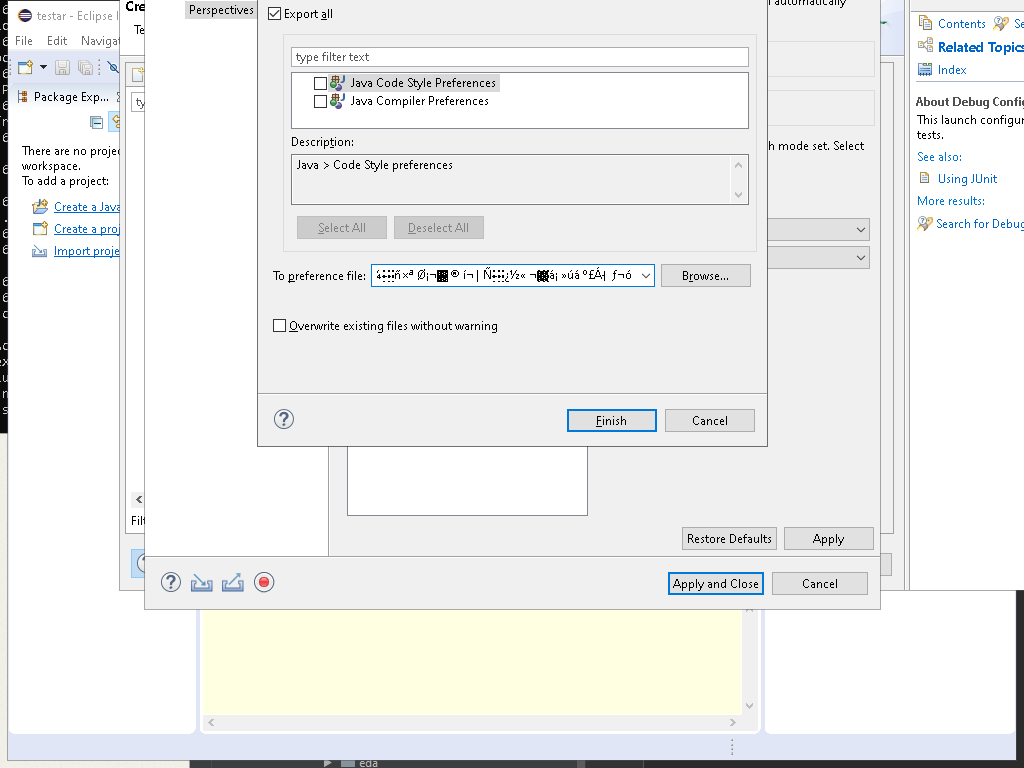 testar - Eclipse
File Edit Navigat
Package Exp...
There are no proje
workspace.
To add a project:
Create a Java
Create a proj
Import proje
Cre
Te
ty
Filt
Perspectives
Export all
type filter text
Java Code Style Preferences
Java Compiler Preferences
Description:
Java > Code Style preferences
Select All
Deselect All
To preference file:
Browse...
Overwrite existing files without warning
Finish
Cancel
automatically
h mode set. Select
Restore Defaults
Apply
Apply and Close
Cancel
Contents
Se
Related Topics
Index
About Debug Config
This launch configur
tests.
See also:
Using JUnit
More results:
Search for Debug
eda